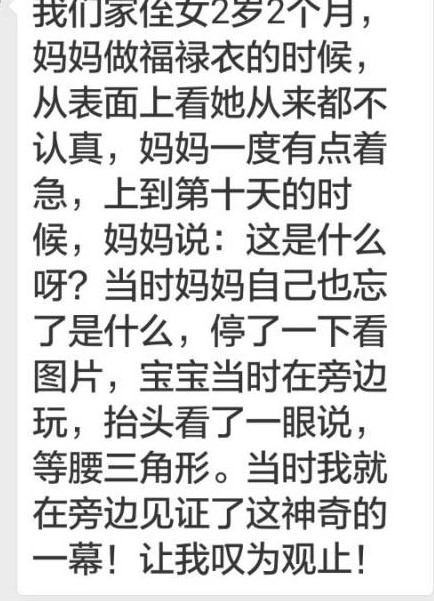 我们家侄女2岁2个月，
妈妈做福禄衣的时候，
从表面上看她从来都不
认真，妈妈一度有点着
急，上到第十天的时
候，妈妈说：这是什么
呀？当时妈妈自己也忘
了是什么，停了一下看
图片，宝宝当时在旁边
玩，抬头看了一眼说，
等腰三角形。当时我就
在旁边见证了这神奇的
一幕！让我叹为观止！